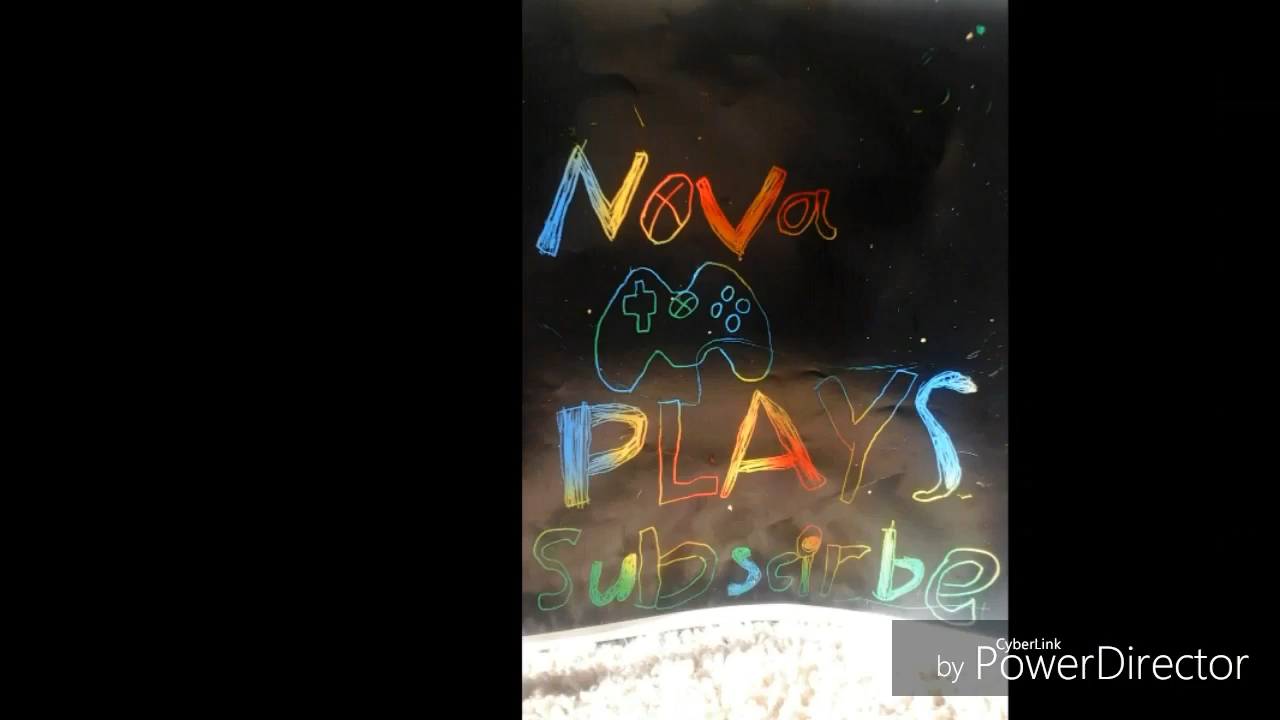 Nova
PLAYS
Subscirbe
CyberLink
by PowerDirector